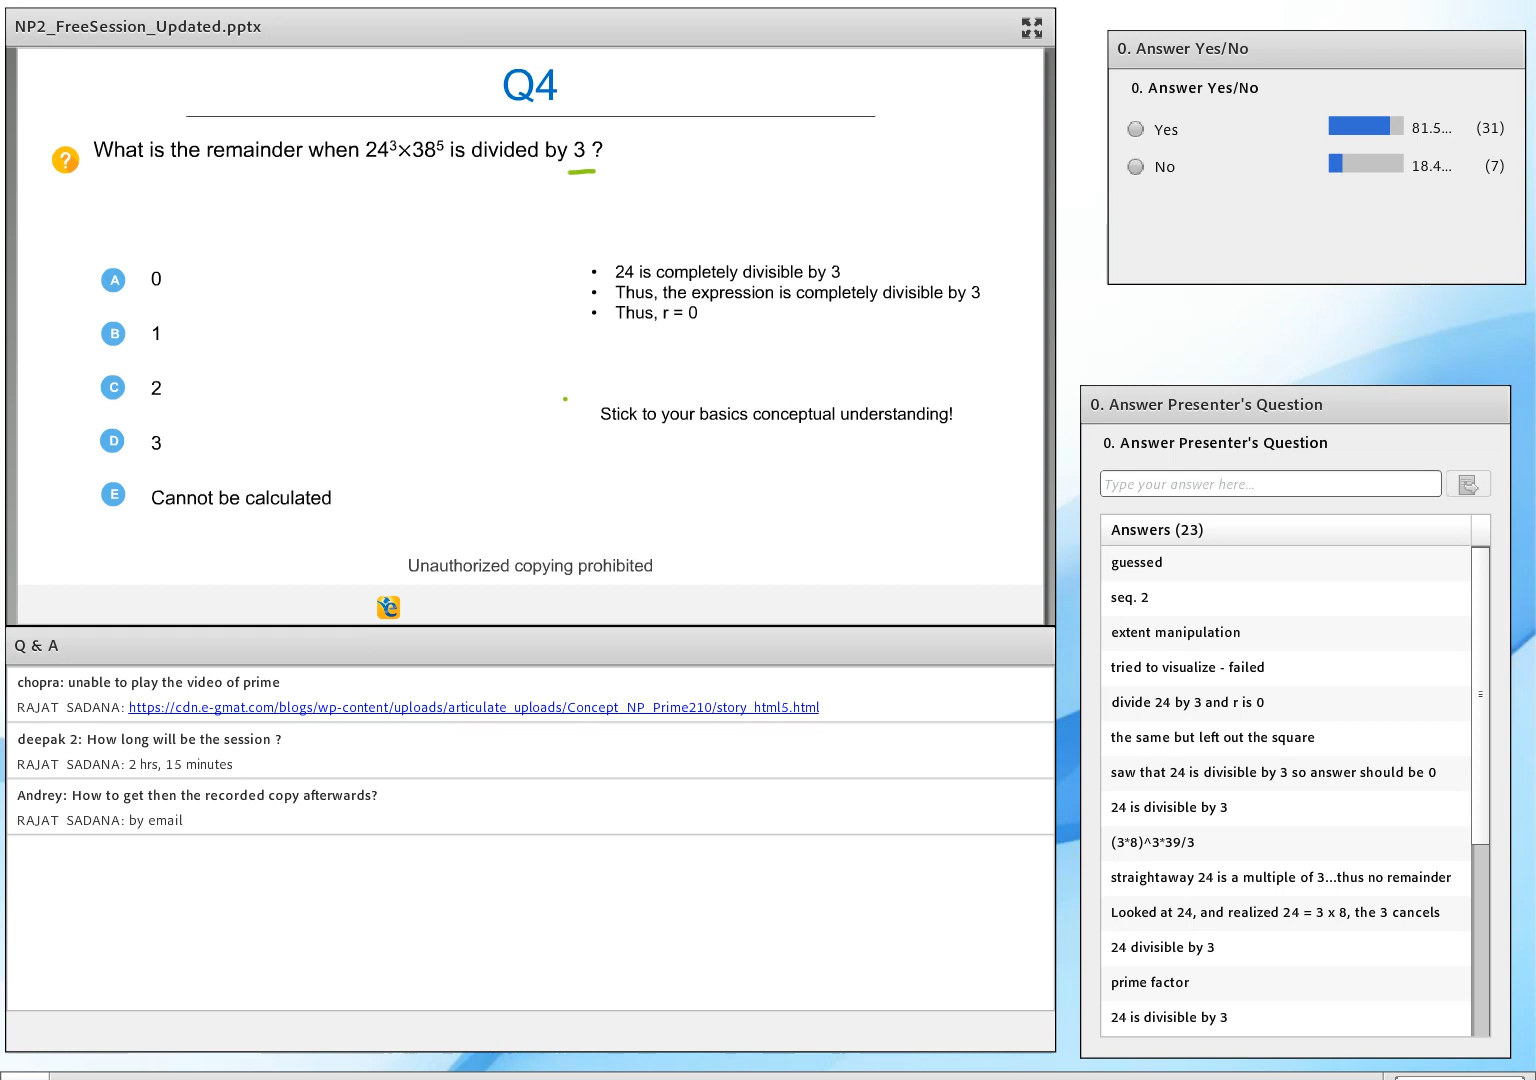 NP2_FreeSession_Updated.pptx
Q4
? What is the remainder when 24³×38⁵ is divided by 3 ?
A 0
B 1
C 2
D 3
E Cannot be calculated
• 24 is completely divisible by 3
• Thus, the expression is completely divisible by 3
• Thus, r = 0
Stick to your basics conceptual understanding!
Unauthorized copying prohibited
Q & A
chopra: unable to play the video of prime
RAJAT SADANA: https://cdn.e-gmat.com/blogs/wp-content/uploads/articulate_uploads/Concept_NP_Prime210/story_html5.html
deepak 2: How long will be the session ?
RAJAT SADANA: 2 hrs, 15 minutes
Andrey: How to get then the recorded copy afterwards?
RAJAT SADANA: by email
0. Answer Yes/No
0. Answer Yes/No
Yes 81.5... (31)
No 18.4... (7)
0. Answer Presenter's Question
0. Answer Presenter's Question
Type your answer here...
Answers (23)
guessed
seq. 2
extent manipulation
tried to visualize - failed
divide 24 by 3 and r is 0
the same but left out the square
saw that 24 is divisible by 3 so answer should be 0
24 is divisible by 3
(3*8)^3*39/3
straightaway 24 is a multiple of 3...thus no remainder
Looked at 24, and realized 24 = 3 x 8, the 3 cancels
24 divisible by 3
prime factor
24 is divisible by 3